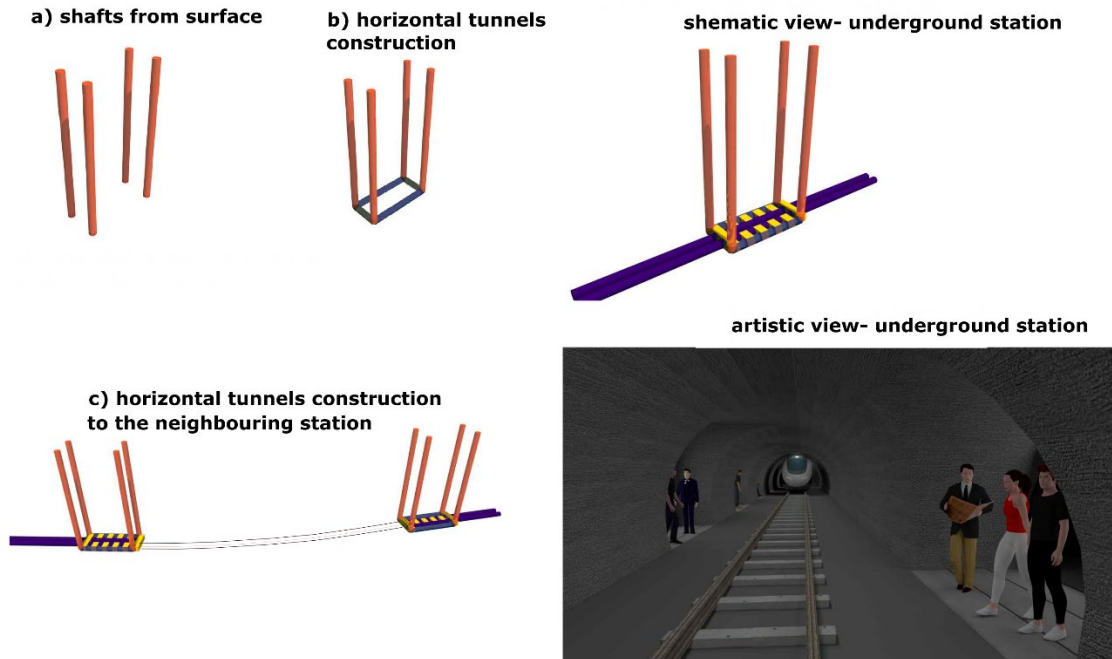 a) shafts from surface
b) horizontal tunnels
construction
shematic view- underground station
artistic view- underground station
c) horizontal tunnels construction
to the neighbouring station